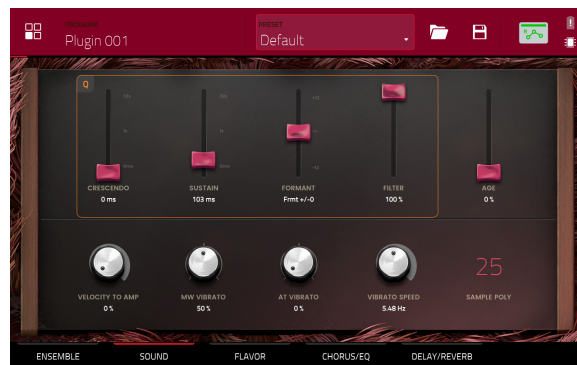 PROGRAM
PRESET
Plugin 001
Default
Q
CRESCENDO
SUSTAIN
FORMANT
FILTER
AGE
0 ms
103 ms
Frmt +/-0
100 %
0 %
VELOCITY TO AMP
MW VIBRATO
AT VIBRATO
VIBRATO SPEED
25
SAMPLE POLY
0 %
50 %
0 %
5.48 Hz
ENSEMBLE
SOUND
FLAVOR
CHORUS/EQ
DELAY/REVERB